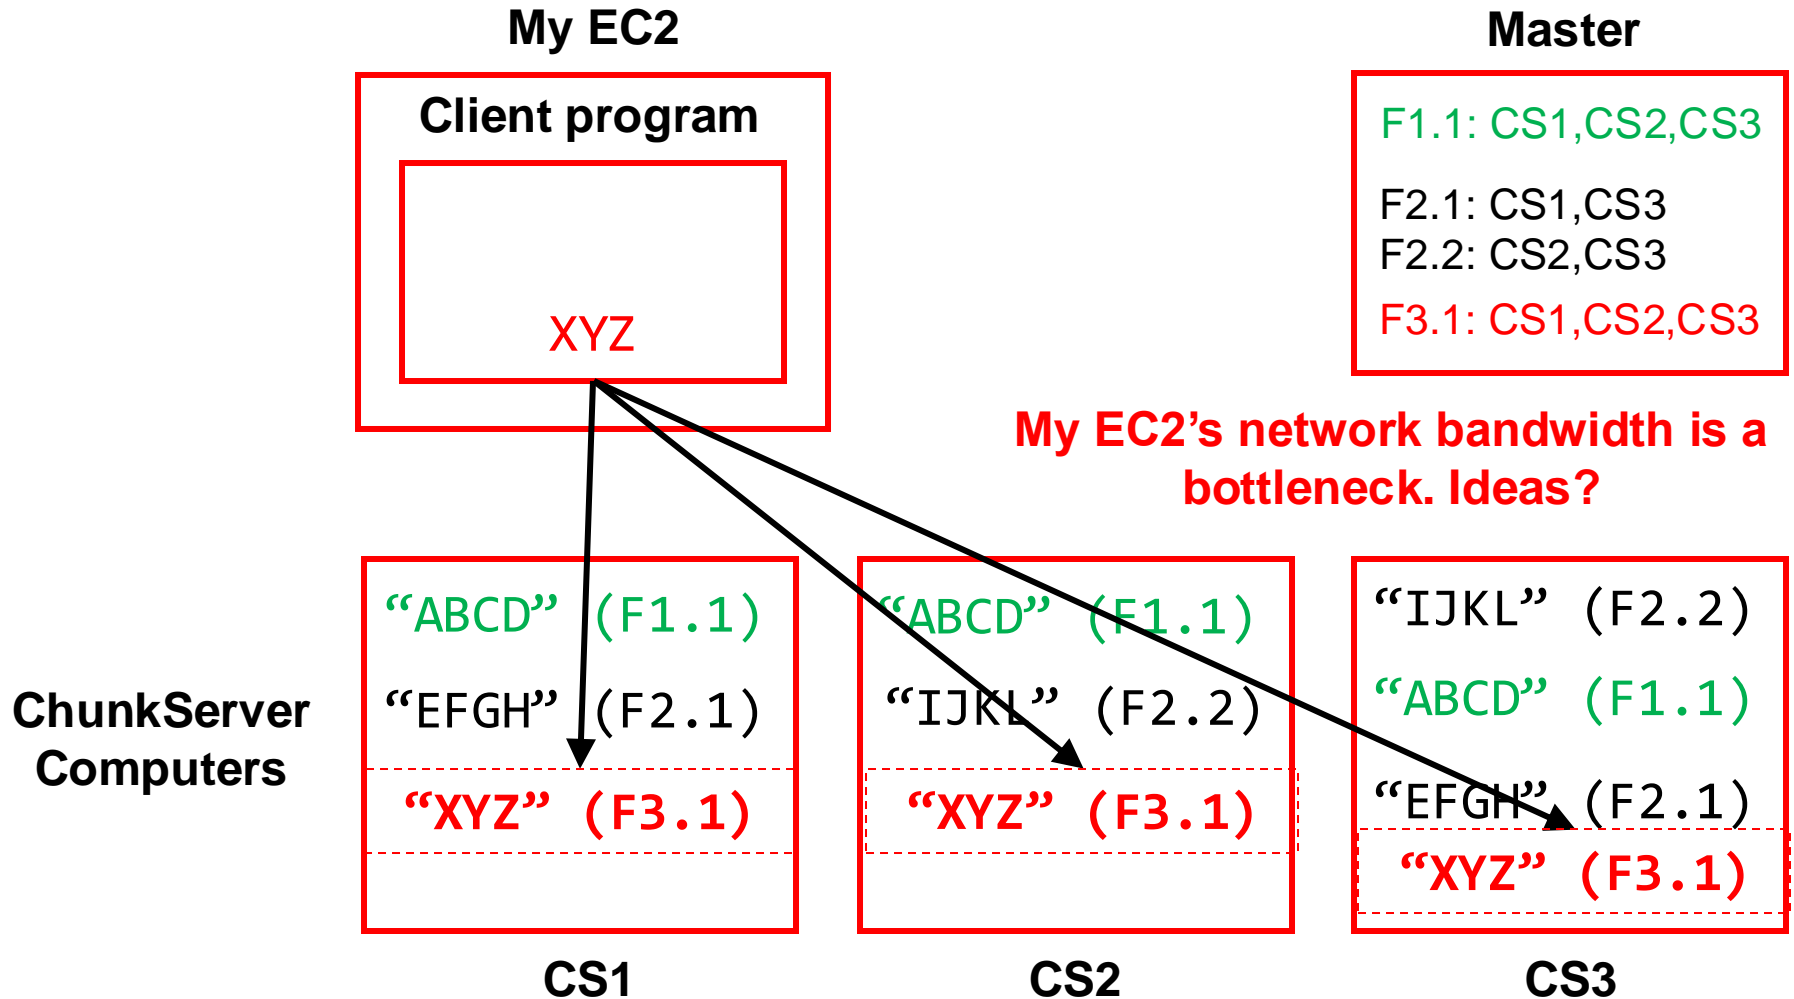 My EC2
Client program
XYZ
Master
F1.1: CS1,CS2,CS3
F2.1: CS1,CS3
F2.2: CS2,CS3
F3.1: CS1,CS2,CS3
My EC2’s network bandwidth is a
bottleneck. Ideas?
ChunkServer
Computers
“ABCD” (F1.1)
“EFGH” (F2.1)
“XYZ” (F3.1)
CS1
“ABCD” (F1.1)
“IJKL” (F2.2)
“XYZ” (F3.1)
CS2
“IJKL” (F2.2)
“ABCD” (F1.1)
“EFGH” (F2.1)
“XYZ” (F3.1)
CS3